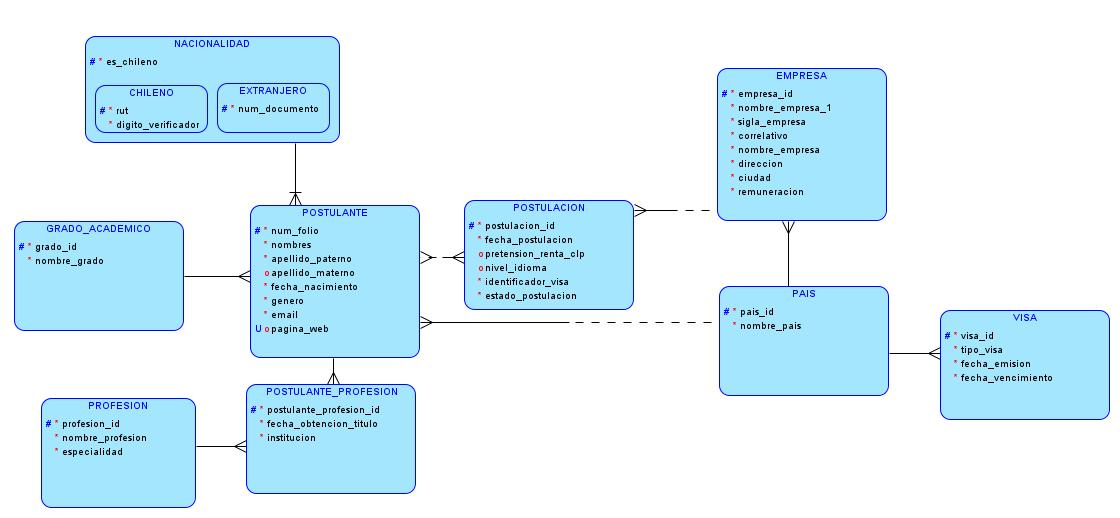 NACIONALIDAD
# * es_chileno
CHILENO
# * rut
* digito_verificador
EXTRANJERO
# * num_documento
EMPRESA
# * empresa_id
* nombre_empresa_1
* sigla_empresa
* correlativo
* nombre_empresa
* direccion
* ciudad
* remuneracion
GRADO_ACADEMICO
# * grado_id
* nombre_grado
POSTULANTE
# * num_folio
* nombres
* apellido_paterno
o apellido_materno
* fecha_nacimiento
* genero
* email
U o pagina_web
POSTULACION
# * postulacion_id
* fecha_postulacion
o pretension_renta_clp
o nivel_idioma
* identificador_visa
* estado_postulacion
PAIS
# * pais_id
* nombre_pais
VISA
# * visa_id
* tipo_visa
* fecha_emision
* fecha_vencimiento
PROFESION
# * profesion_id
* nombre_profesion
* especialidad
POSTULANTE_PROFESION
# * postulante_profesion_id
* fecha_obtencion_titulo
* institucion